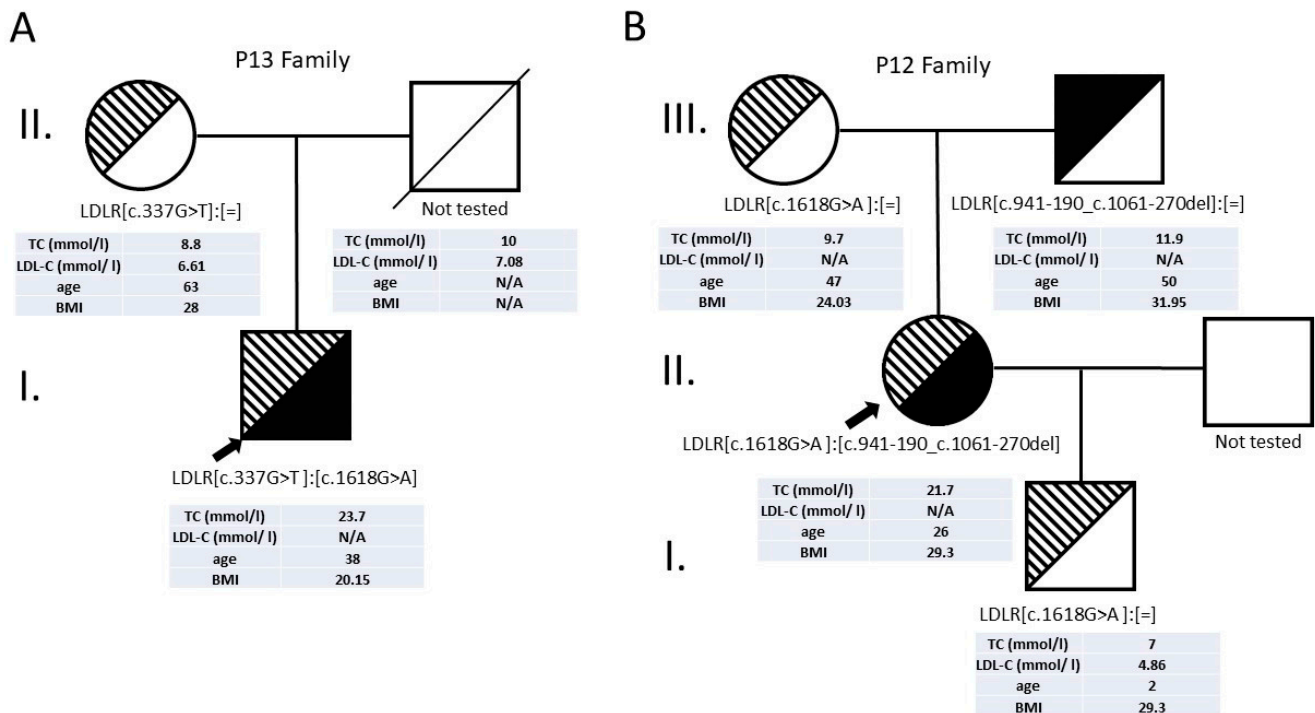 A
P13 Family
II.
LDLR[c.337G>T]:[=]
TC (mmol/l) 8.8
LDL-C (mmol/ l) 6.61
age 63
BMI 28
Not tested
TC (mmol/l) 10
LDL-C (mmol/ l) 7.08
age N/A
BMI N/A
I.
LDLR[c.337G>T]:[c.1618G>A]
TC (mmol/l) 23.7
LDL-C (mmol/ l) N/A
age 38
BMI 20.15
B
P12 Family
III.
LDLR[c.1618G>A]:[=]
TC (mmol/l) 9.7
LDL-C (mmol/ l) N/A
age 47
BMI 24.03
LDLR[c.941-190_c.1061-270del]:[=]
TC (mmol/l) 11.9
LDL-C (mmol/ l) N/A
age 50
BMI 31.95
II.
LDLR[c.1618G>A]:[c.941-190_c.1061-270del]
TC (mmol/l) 21.7
LDL-C (mmol/ l) N/A
age 26
BMI 29.3
Not tested
I.
LDLR[c.1618G>A]:[=]
TC (mmol/l) 7
LDL-C (mmol/ l) 4.86
age 2
BMI 29.3